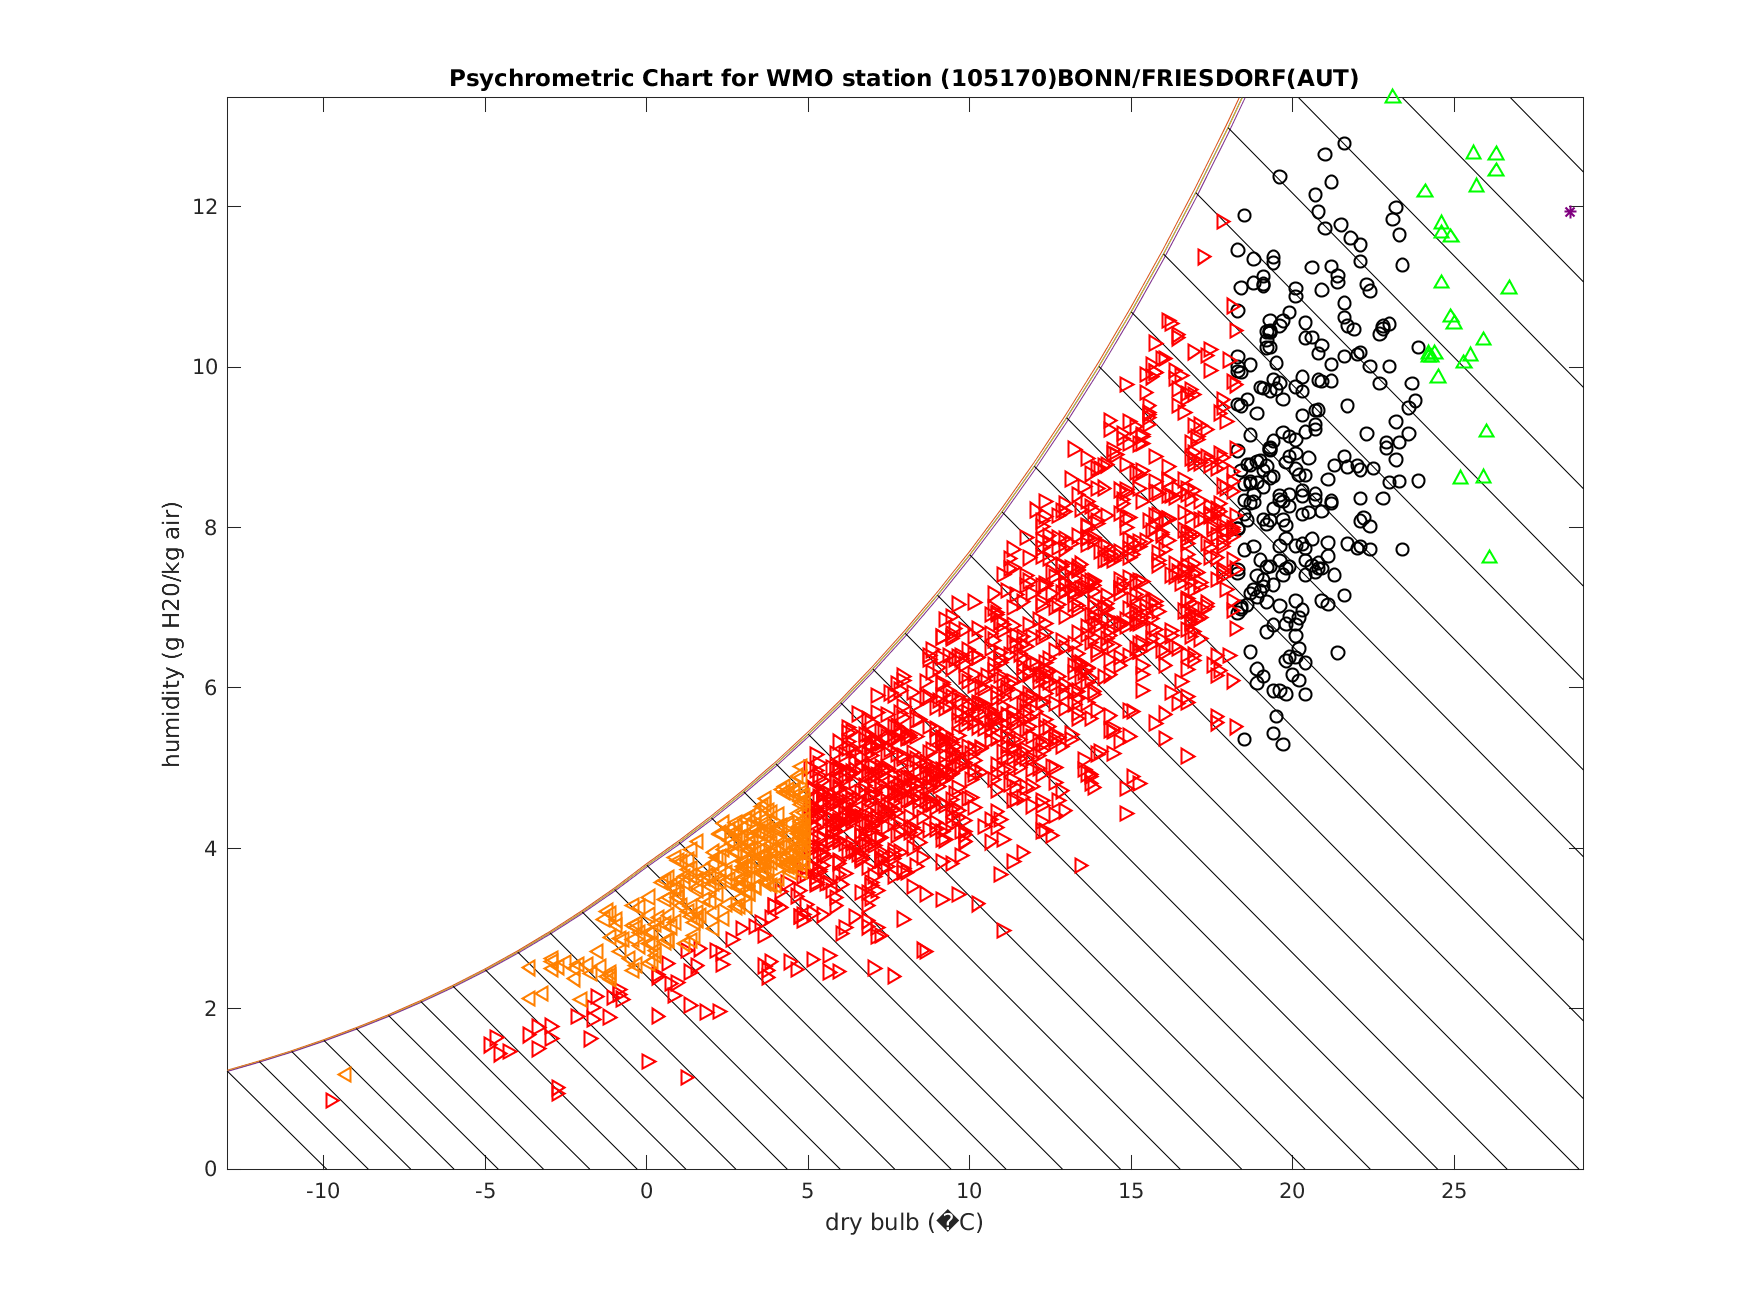 Psychrometric Chart for WMO station (105170)BONN/FRIESDORF(AUT)
12
10
8
6
4
2
0
humidity (g H20/kg air)
-10 -5 0 5 10 15 20 25
dry bulb (�C)